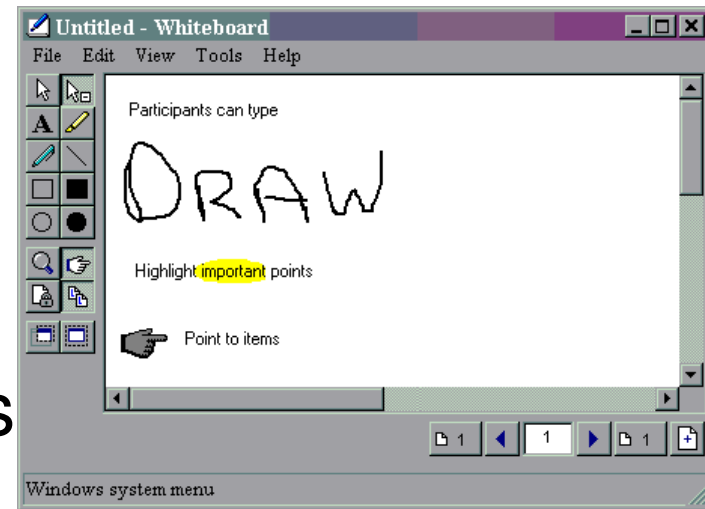 Untitled - Whiteboard
File Edit View Tools Help
A
Participants can type
DRAW
Highlight important points
Point to items
s
1 1 1
Windows system menu